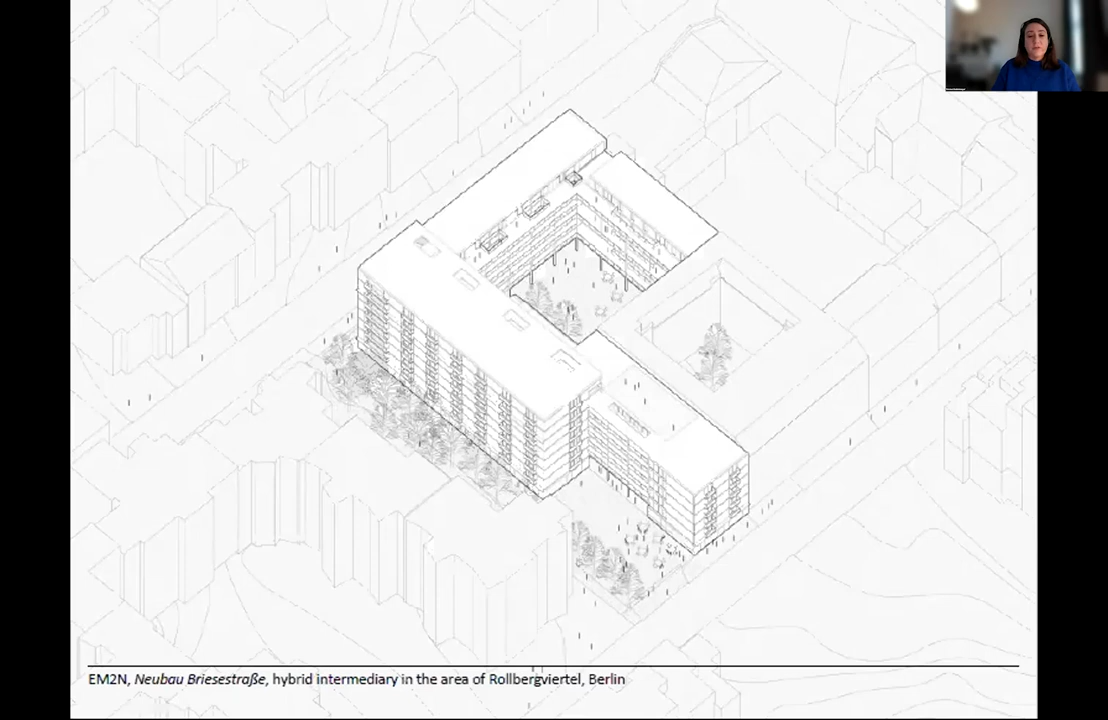 EM2N, Neubau Briesestraße, hybrid intermediary in the area of Rollbergviertel, Berlin